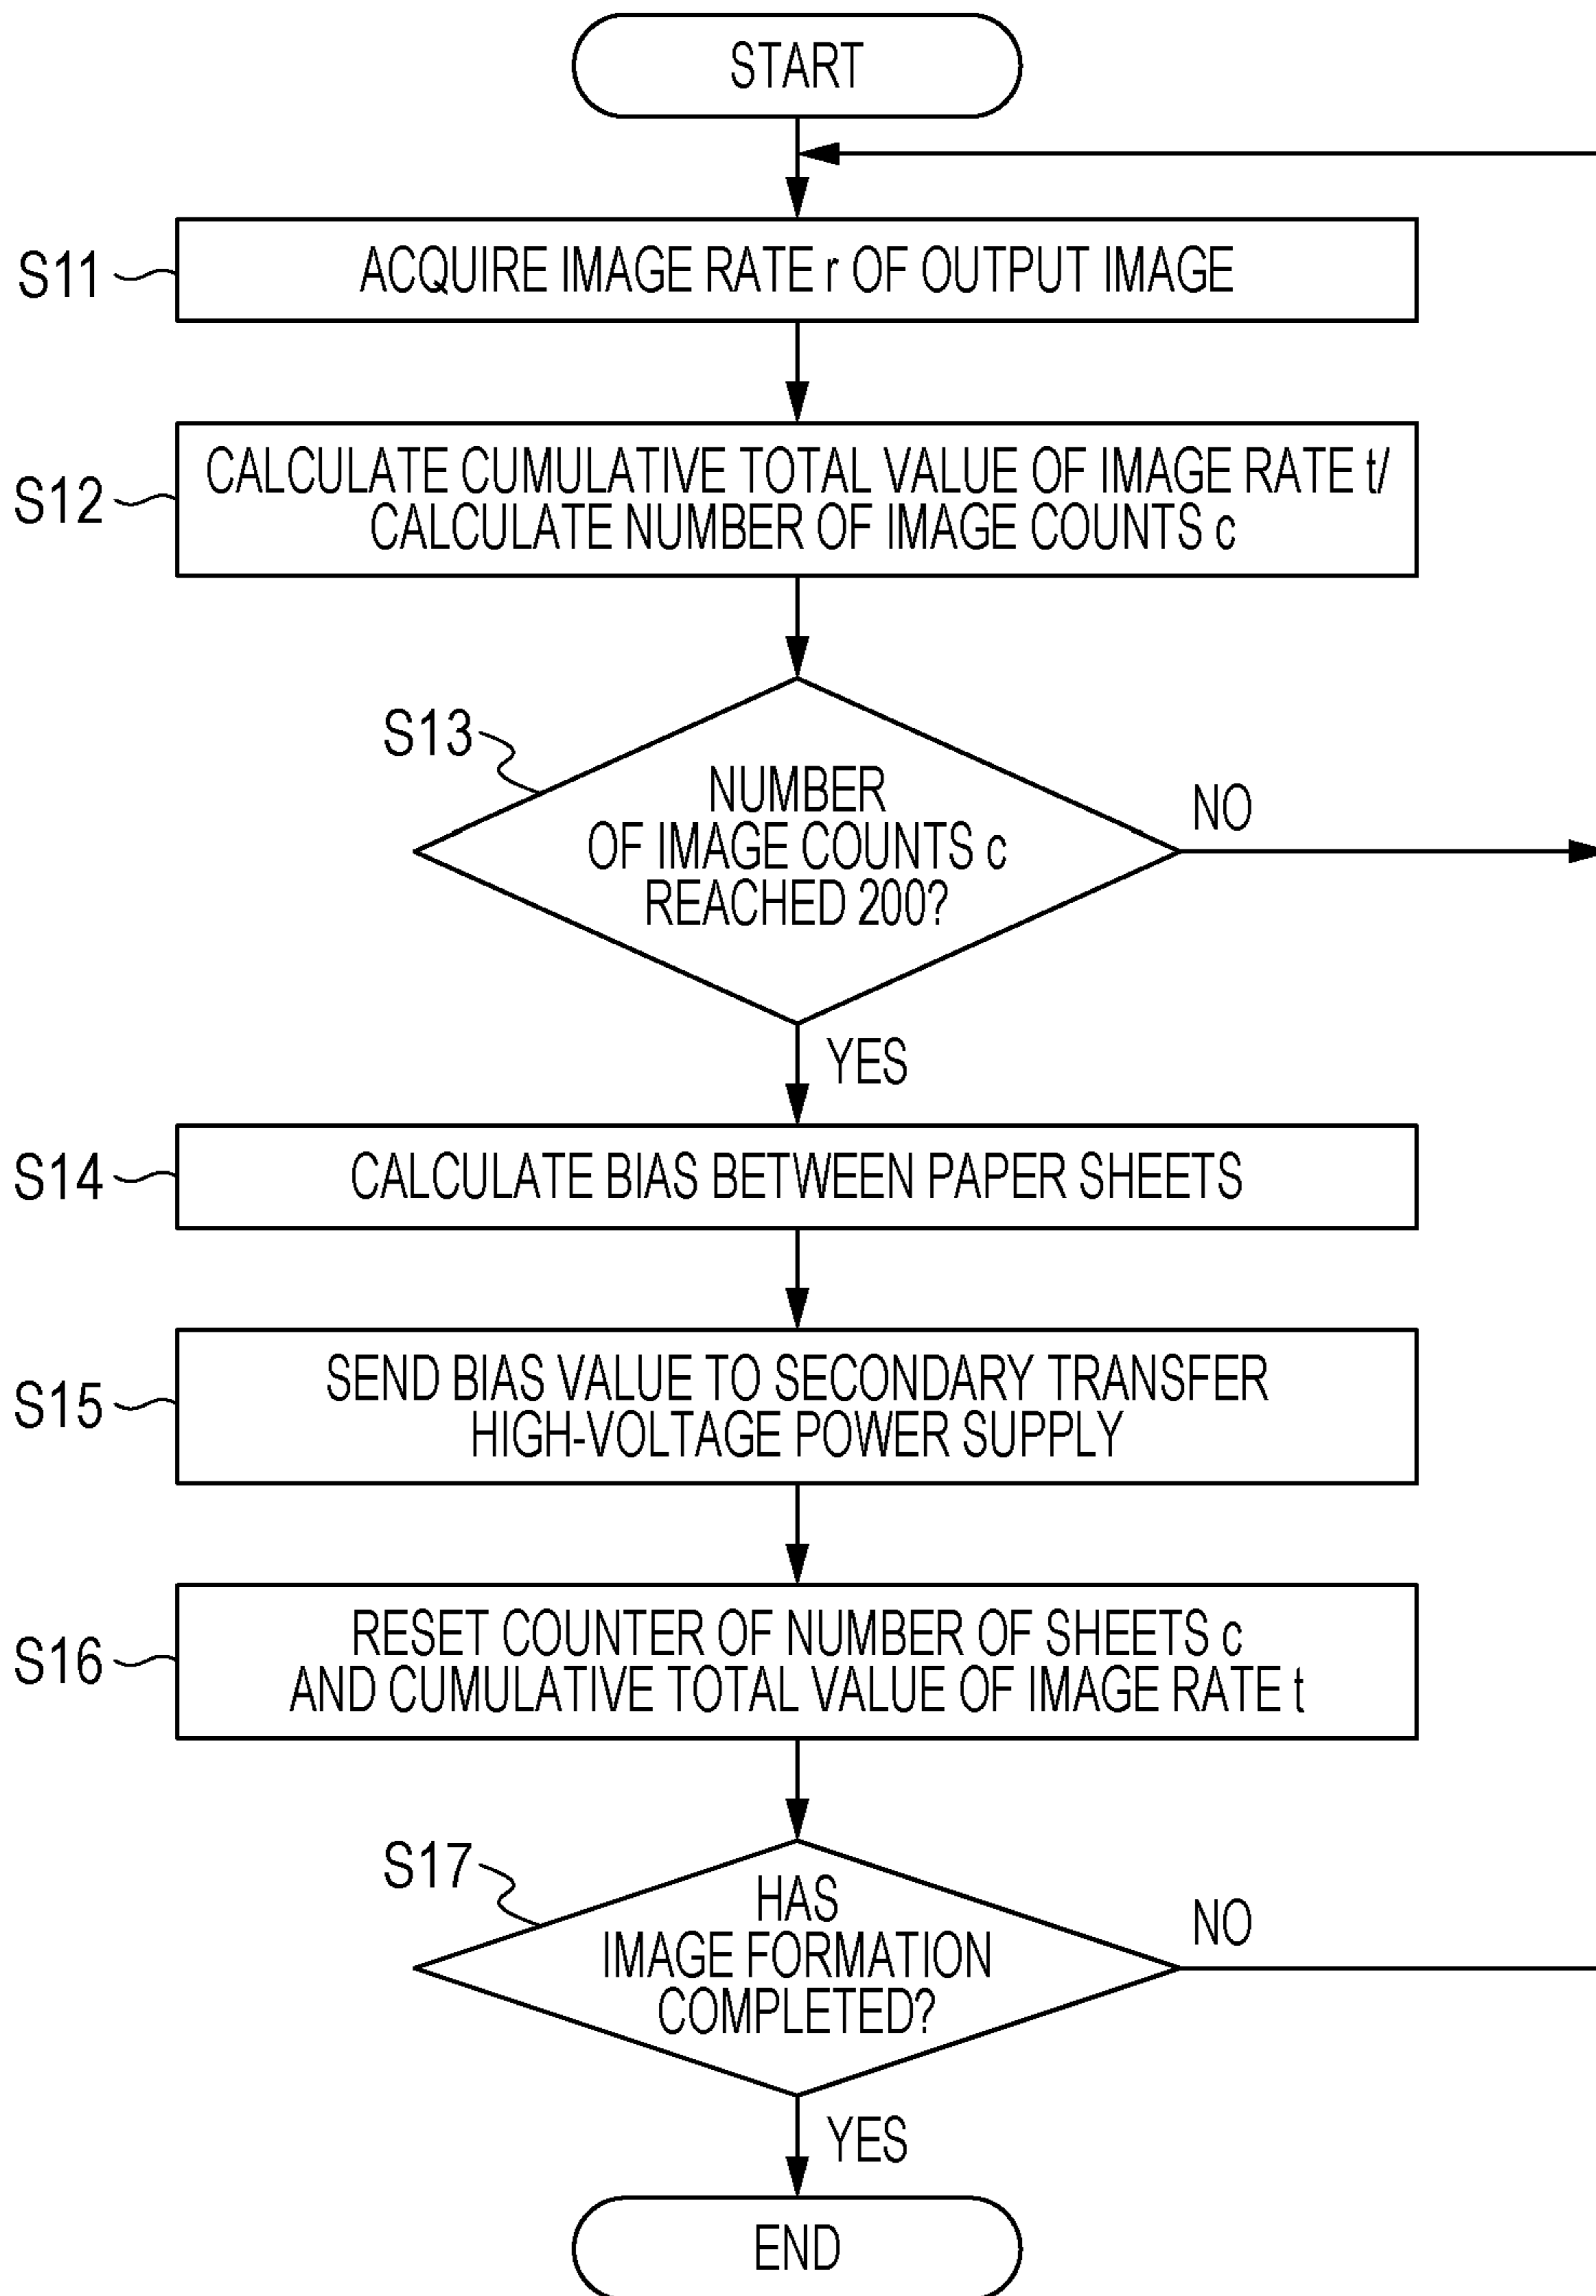 START
S11
ACQUIRE IMAGE RATE r OF OUTPUT IMAGE
S12
CALCULATE CUMULATIVE TOTAL VALUE OF IMAGE RATE t/
CALCULATE NUMBER OF IMAGE COUNTS c
S13
NUMBER
OF IMAGE COUNTS c
REACHED 200?
NO
YES
S14
CALCULATE BIAS BETWEEN PAPER SHEETS
S15
SEND BIAS VALUE TO SECONDARY TRANSFER
HIGH-VOLTAGE POWER SUPPLY
S16
RESET COUNTER OF NUMBER OF SHEETS c
AND CUMULATIVE TOTAL VALUE OF IMAGE RATE t
S17
HAS
IMAGE FORMATION
COMPLETED?
NO
YES
END